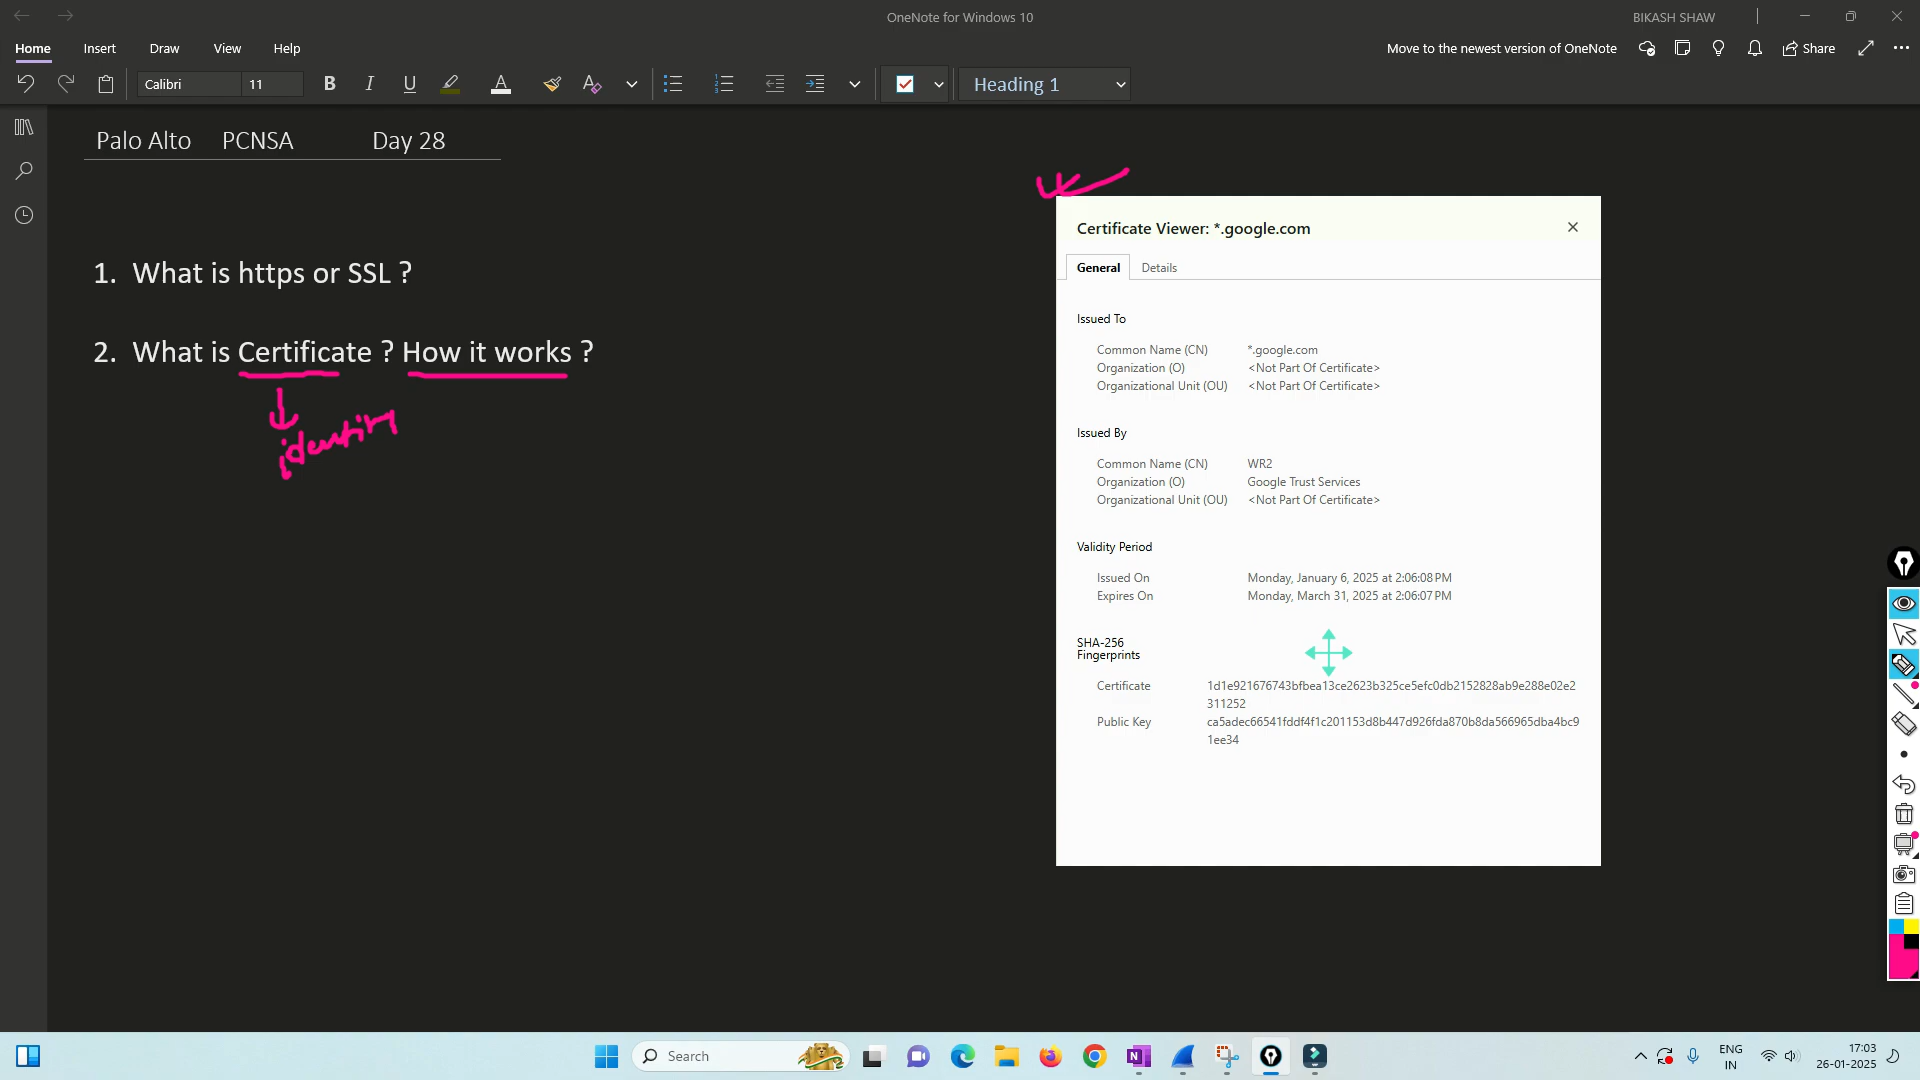 OneNote for Windows 10
BIKASH SHAW
Home Insert Draw View Help
Move to the newest version of OneNote
Share
Calibri 11 B I U A A Heading 1
Palo Alto PCNSA Day 28
1. What is https or SSL ?
2. What is Certificate ? How it works ?
identity
Certificate Viewer: *.google.com
General Details
Issued To
Common Name (CN) *.google.com
Organization (O) <Not Part Of Certificate>
Organizational Unit (OU) <Not Part Of Certificate>
Issued By
Common Name (CN) WR2
Organization (O) Google Trust Services
Organizational Unit (OU) <Not Part Of Certificate>
Validity Period
Issued On Monday, January 6, 2025 at 2:06:08 PM
Expires On Monday, March 31, 2025 at 2:06:07 PM
SHA-256
Fingerprints
Certificate 1d1e921676743bfbea13ce2623b325ce5efc0db2152828ab9e288e02e2
311252
Public Key ca5adec66541fddf4f1c201153d8b447d926fda870b8da566965dba4bc9
1ee34
Search
N
ENG
IN
17:03
26-01-2025